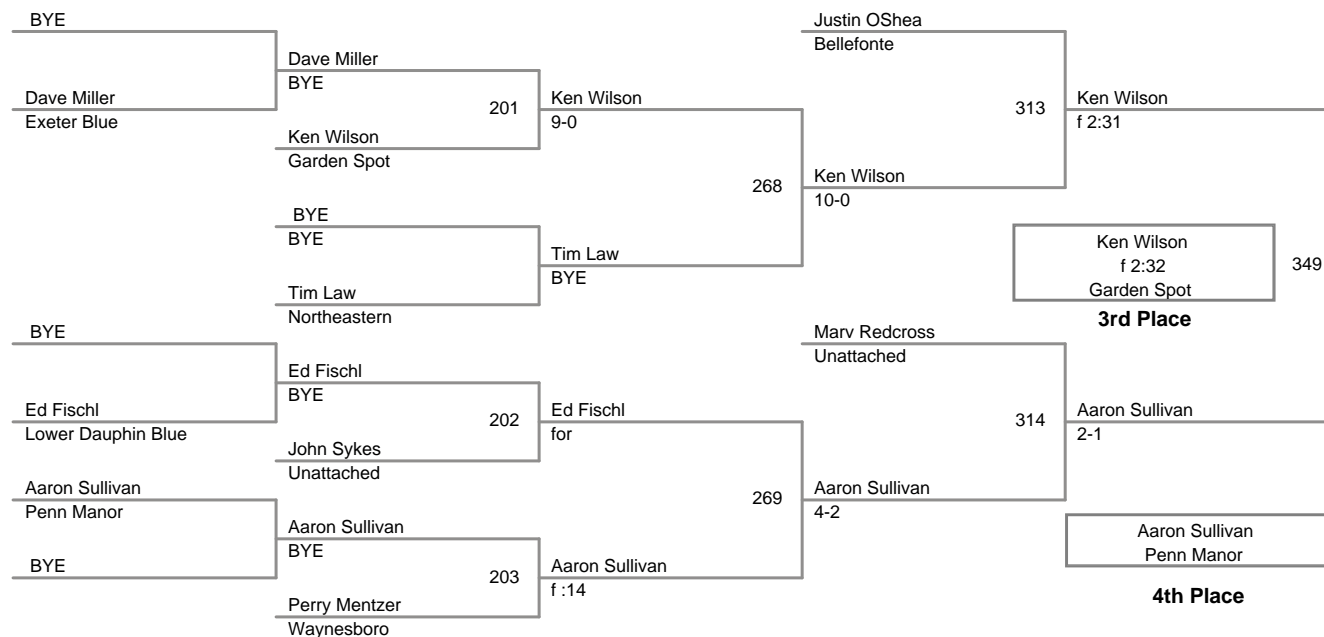 BYE
Justin OShea
Bellefonte
Dave Miller
BYE
Dave Miller
Exeter Blue
201
Ken Wilson
9-0
313
Ken Wilson
f 2:31
Ken Wilson
Garden Spot
268
Ken Wilson
10-0
BYE
BYE
Tim Law
BYE
Ken Wilson
f 2:32
Garden Spot
349
3rd Place
Tim Law
Northeastern
BYE
Marv Redcross
Unattached
Ed Fischl
BYE
Ed Fischl
Lower Dauphin Blue
202
Ed Fischl
for
314
Aaron Sullivan
2-1
John Sykes
Unattached
Aaron Sullivan
Penn Manor
269
Aaron Sullivan
4-2
Aaron Sullivan
BYE
Aaron Sullivan
Penn Manor
BYE
203
Aaron Sullivan
f :14
4th Place
Perry Mentzer
Waynesboro